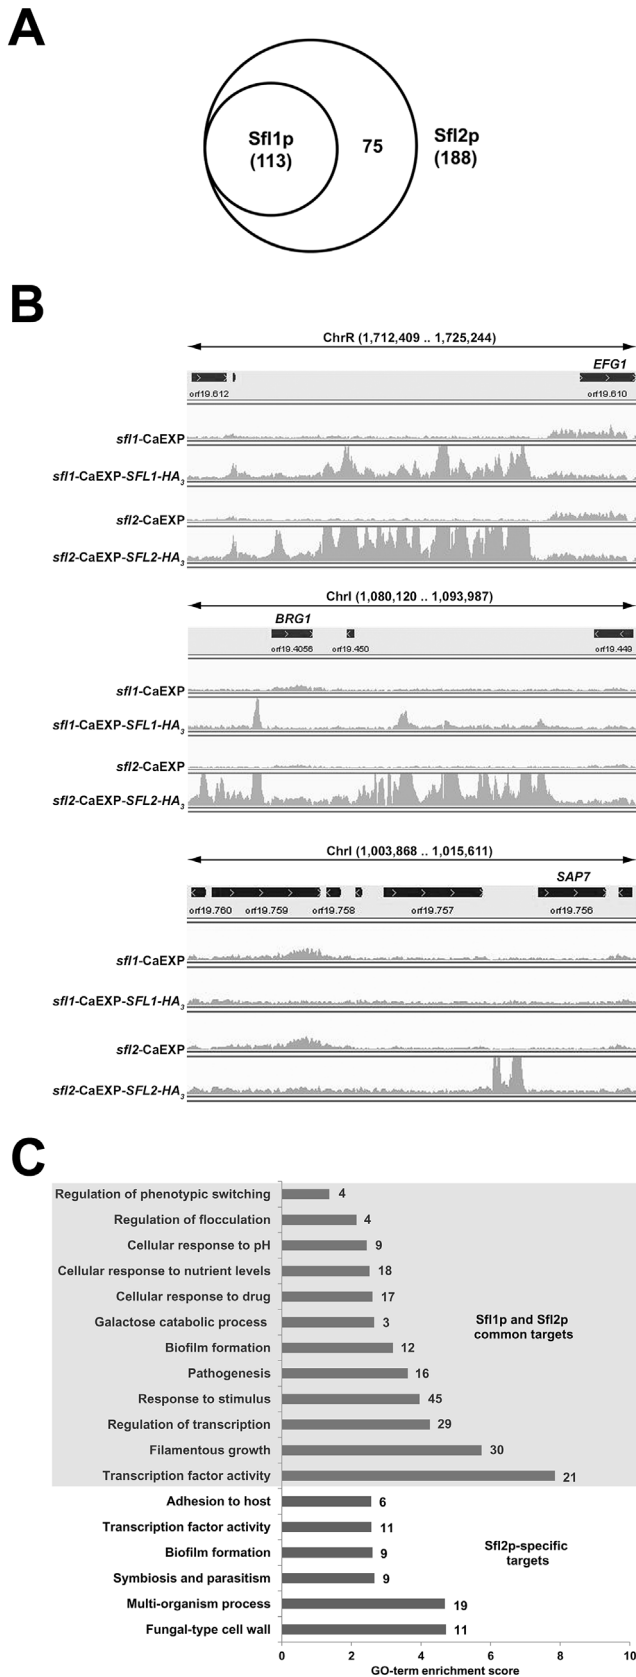 A
Sfl1p
(113)
75
Sfl2p
(188)
B
ChrR (1,712,409 .. 1,725,244)
EFG1
orf19.612
orf19.610
sfl1-CaEXP
sfl1-CaEXP-SFL1-HA3
sfl2-CaEXP
sfl2-CaEXP-SFL2-HA3
ChrI (1,080,120 .. 1,093,987)
BRG1
orf19.4056
orf19.450
orf19.449
sfl1-CaEXP
sfl1-CaEXP-SFL1-HA3
sfl2-CaEXP
sfl2-CaEXP-SFL2-HA3
ChrI (1,003,868 .. 1,015,611)
SAP7
orf19.760
orf19.759
orf19.758
orf19.757
orf19.756
sfl1-CaEXP
sfl1-CaEXP-SFL1-HA3
sfl2-CaEXP
sfl2-CaEXP-SFL2-HA3
C
Regulation of phenotypic switching 4
Regulation of flocculation 4
Cellular response to pH 9
Cellular response to nutrient levels 18
Cellular response to drug 17
Galactose catabolic process 3
Sfl1p and Sfl2p
common targets
Biofilm formation 12
Pathogenesis 16
Response to stimulus 45
Regulation of transcription 29
Filamentous growth 30
Transcription factor activity 21
Adhesion to host 6
Transcription factor activity 11
Biofilm formation 9
Sfl2p-specific
targets
Symbiosis and parasitism 9
Multi-organism process 19
Fungal-type cell wall 11
0 2 4 6 8 10
GO-term enrichment score